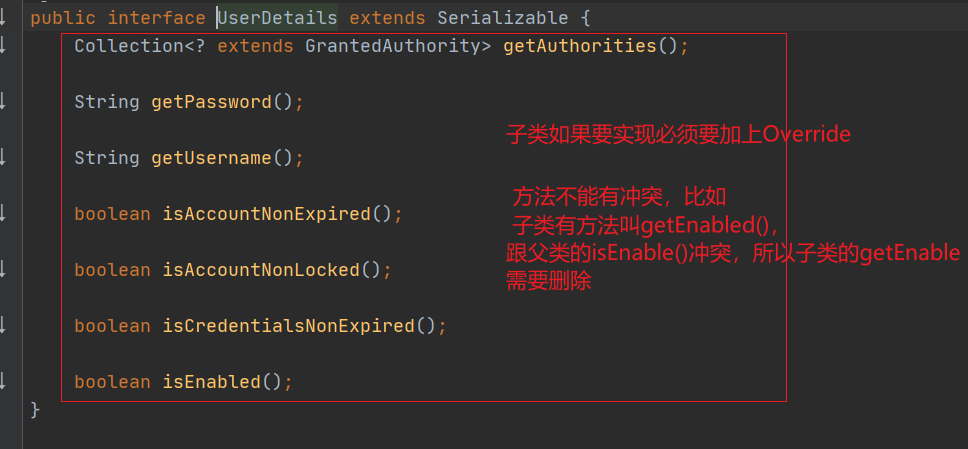 public interface UserDetails extends Serializable {
Collection<? extends GrantedAuthority> getAuthorities();
String getPassword();
子类如果要实现必须要加上Override
String getUsername();
方法不能有冲突，比如
boolean isAccountNonExpired();
子类有方法叫getEnabled()，
跟父类的isEnable()冲突，所以子类的getEnable
boolean isAccountNonLocked();
需要删除
boolean isCredentialsNonExpired();
boolean isEnabled();
}